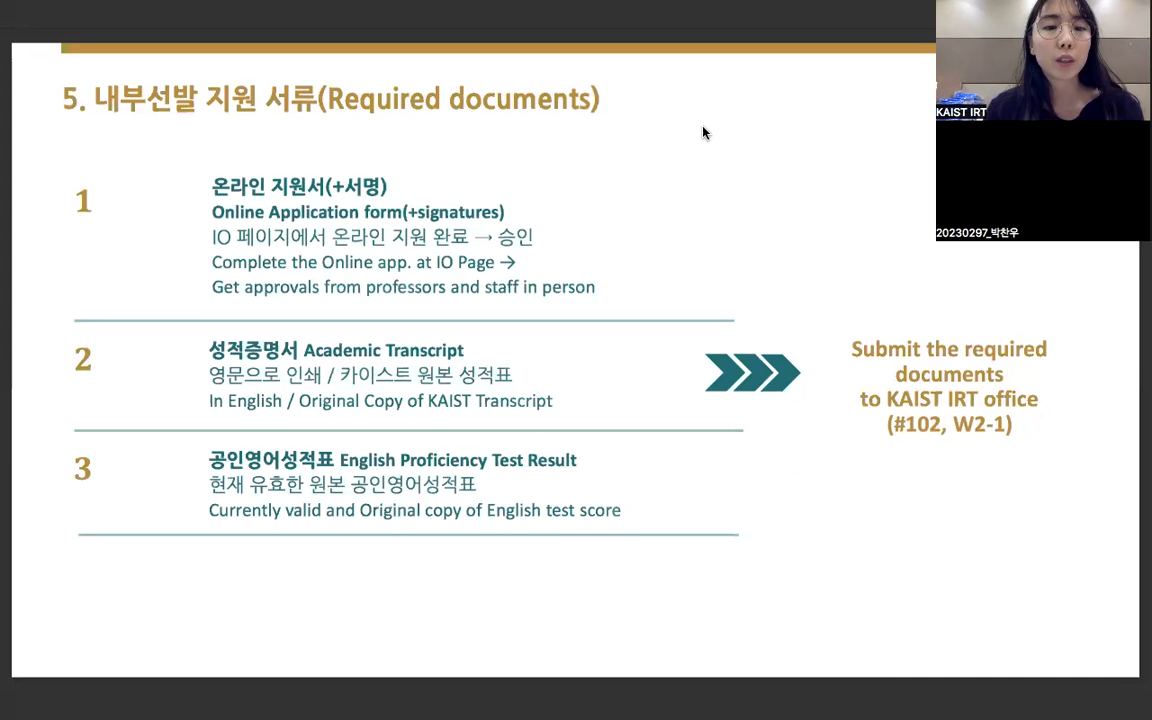 5. 내부선발 지원 서류(Required documents)
1
온라인 지원서(+서명)
Online Application form(+signatures)
IO 페이지에서 온라인 지원 완료 → 승인
Complete the Online app. at IO Page →
Get approvals from professors and staff in person
2
성적증명서 Academic Transcript
영문으로 인쇄 / 카이스트 원본 성적표
In English / Original Copy of KAIST Transcript
3
공인영어성적표 English Proficiency Test Result
현재 유효한 원본 공인영어성적표
Currently valid and Original copy of English test score
Submit the required
documents
to KAIST IRT office
(#102, W2-1)
KAIST IRT
20230297_박찬우